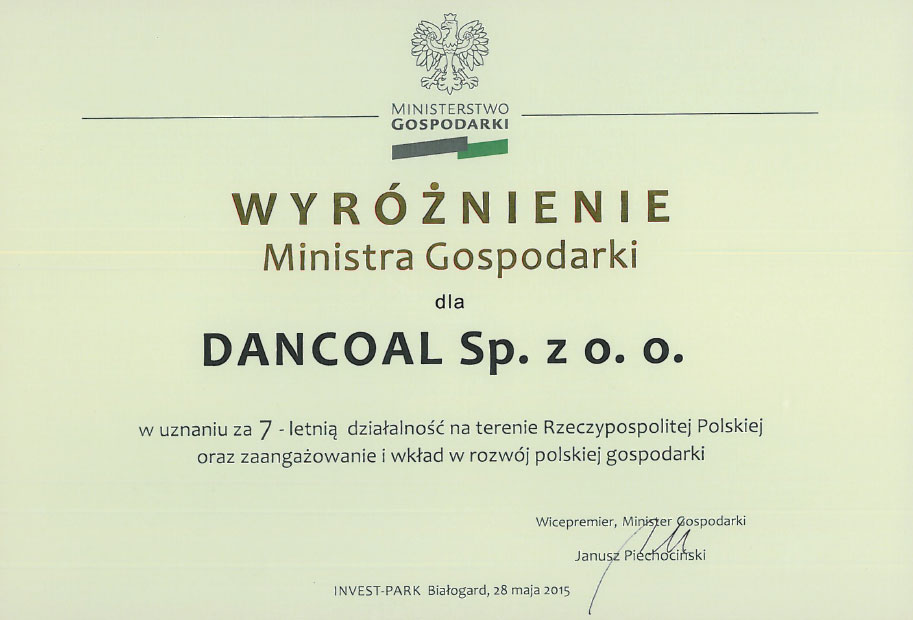 MINISTERSTWO
GOSPODARKI
WYRÓŻNIENIE
Ministra Gospodarki
dla
DANCOAL Sp. z o. o.
w uznaniu za 7 - letnią działalność na terenie Rzeczypospolitej Polskiej
oraz zaangażowanie i wkład w rozwój polskiej gospodarki
Wicepremier, Minister Gospodarki
Janusz Piechociński
INVEST-PARK Białogard, 28 maja 2015